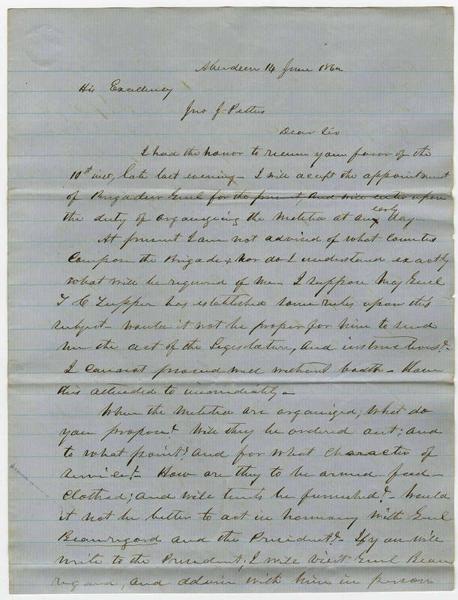 Aberdeen 14 June 1862
His Excellency
Jno J Pettus
Dear Sir
I had the honor to receive your favor of the
10th inst, late last evening - I will accept the appointment
of Brigadier Genl for the present, And will enter upon
the duty of organizing the Militia at an early day
At present I am not advised of what Counties
Compose the Brigade, Nor do I understand exactly
what will be required of me. I suppose Maj Genl
T C Tupper has established some rules upon this
subject - would it not be proper for him to send
me the act of the Legislature, And instructions?
I cannot proceed well without both - Have
this attended to immediately -
When the Militia are organized, What do
you propose? Will they be ordered out; and
to what point? and for what Character of
Service? - How are they to be armed - fed -
Clothed; And will tents be furnished? - Would
it not be better to act in harmony with Genl
Beauregard and the President? If you will
write to the President, I will visit Genl Beau
regard, and advise with him in person